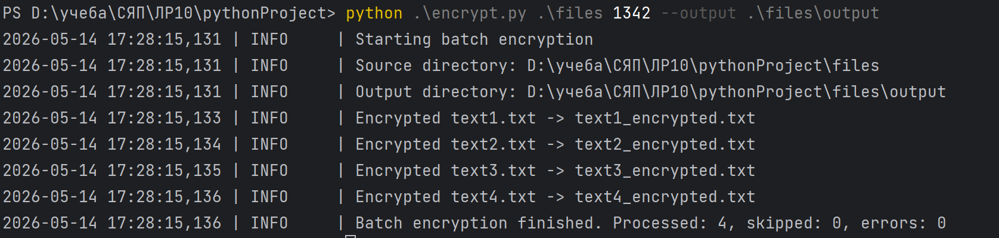 PS D:\учеба\СЯП\ЛР10\pythonProject> python .\encrypt.py .\files 1342 --output .\files\output
2026-05-14 17:28:15,131 | INFO     | Starting batch encryption
2026-05-14 17:28:15,131 | INFO     | Source directory: D:\учеба\СЯП\ЛР10\pythonProject\files
2026-05-14 17:28:15,131 | INFO     | Output directory: D:\учеба\СЯП\ЛР10\pythonProject\files\output
2026-05-14 17:28:15,133 | INFO     | Encrypted text1.txt -> text1_encrypted.txt
2026-05-14 17:28:15,134 | INFO     | Encrypted text2.txt -> text2_encrypted.txt
2026-05-14 17:28:15,135 | INFO     | Encrypted text3.txt -> text3_encrypted.txt
2026-05-14 17:28:15,136 | INFO     | Encrypted text4.txt -> text4_encrypted.txt
2026-05-14 17:28:15,136 | INFO     | Batch encryption finished. Processed: 4, skipped: 0, errors: 0